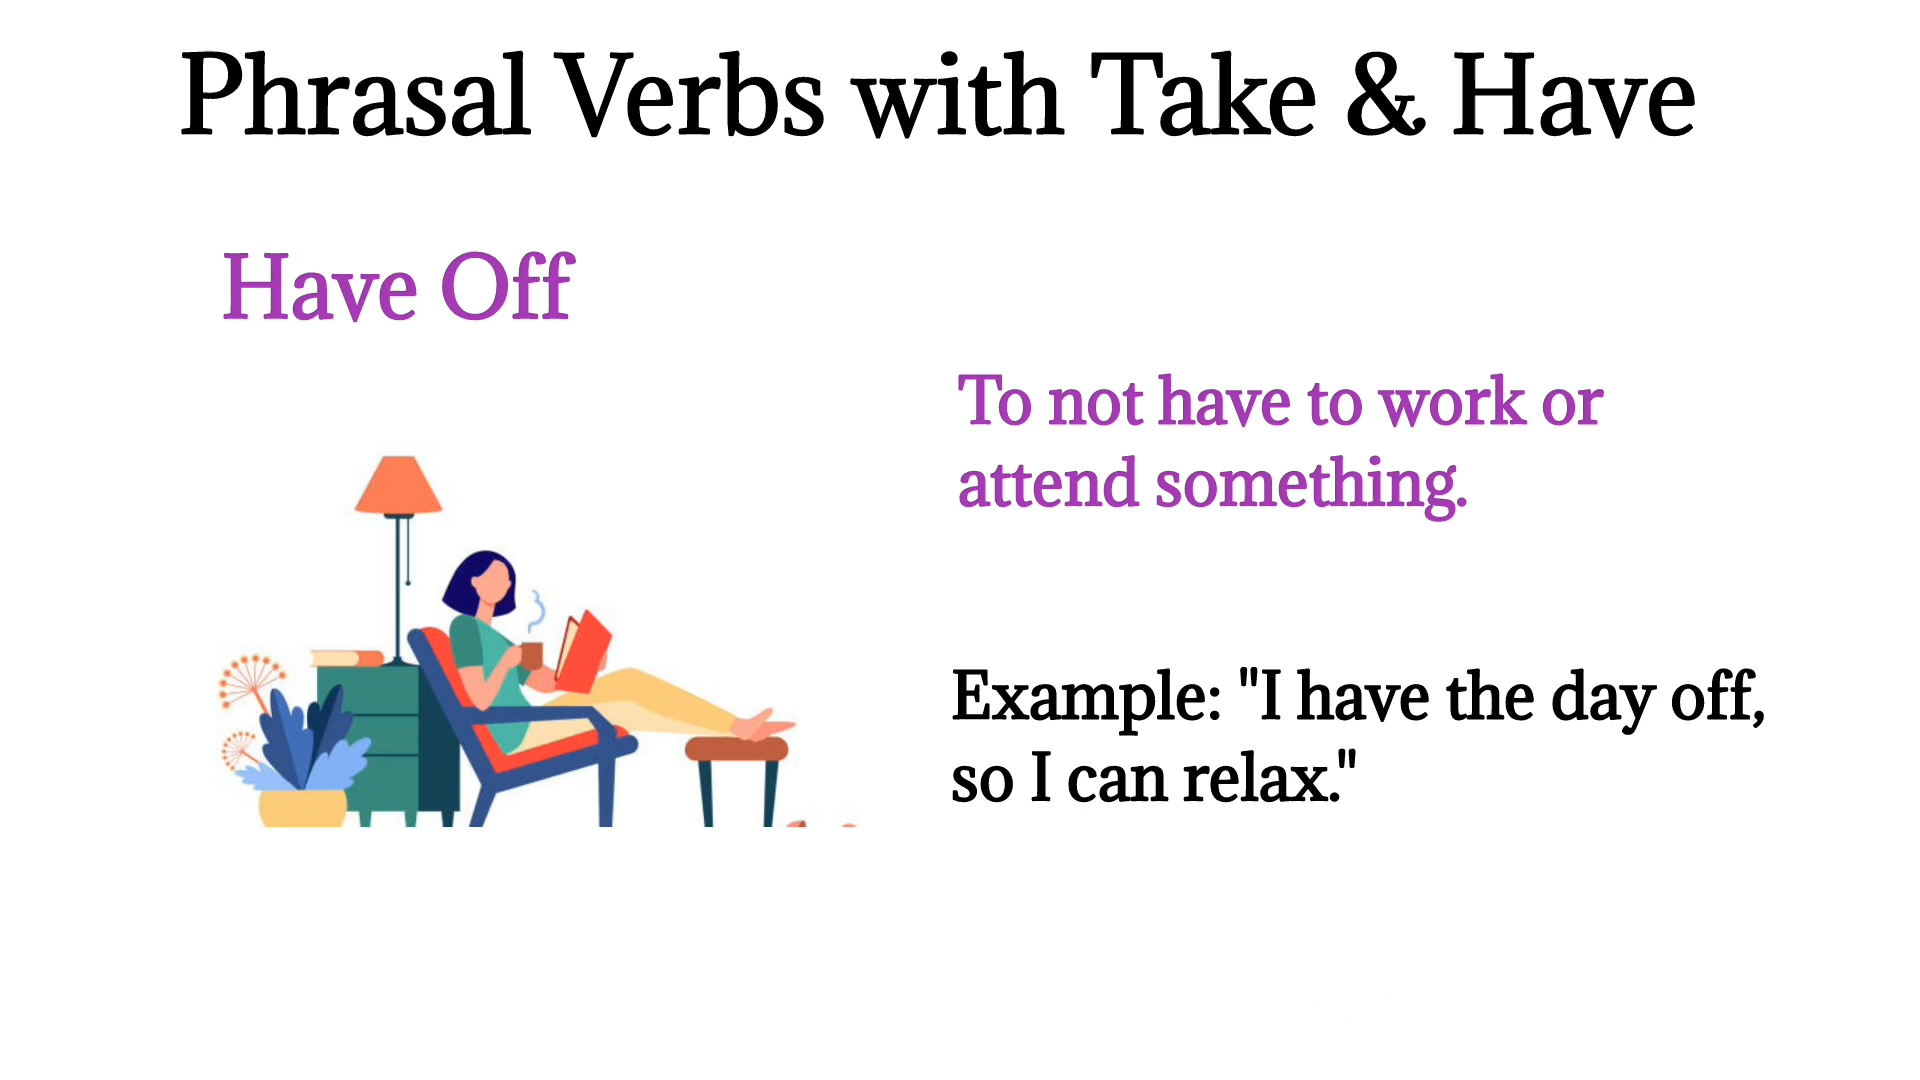 Phrasal Verbs with Take & Have
Have Off
To not have to work or
attend something.
Example: "I have the day off,
so I can relax."